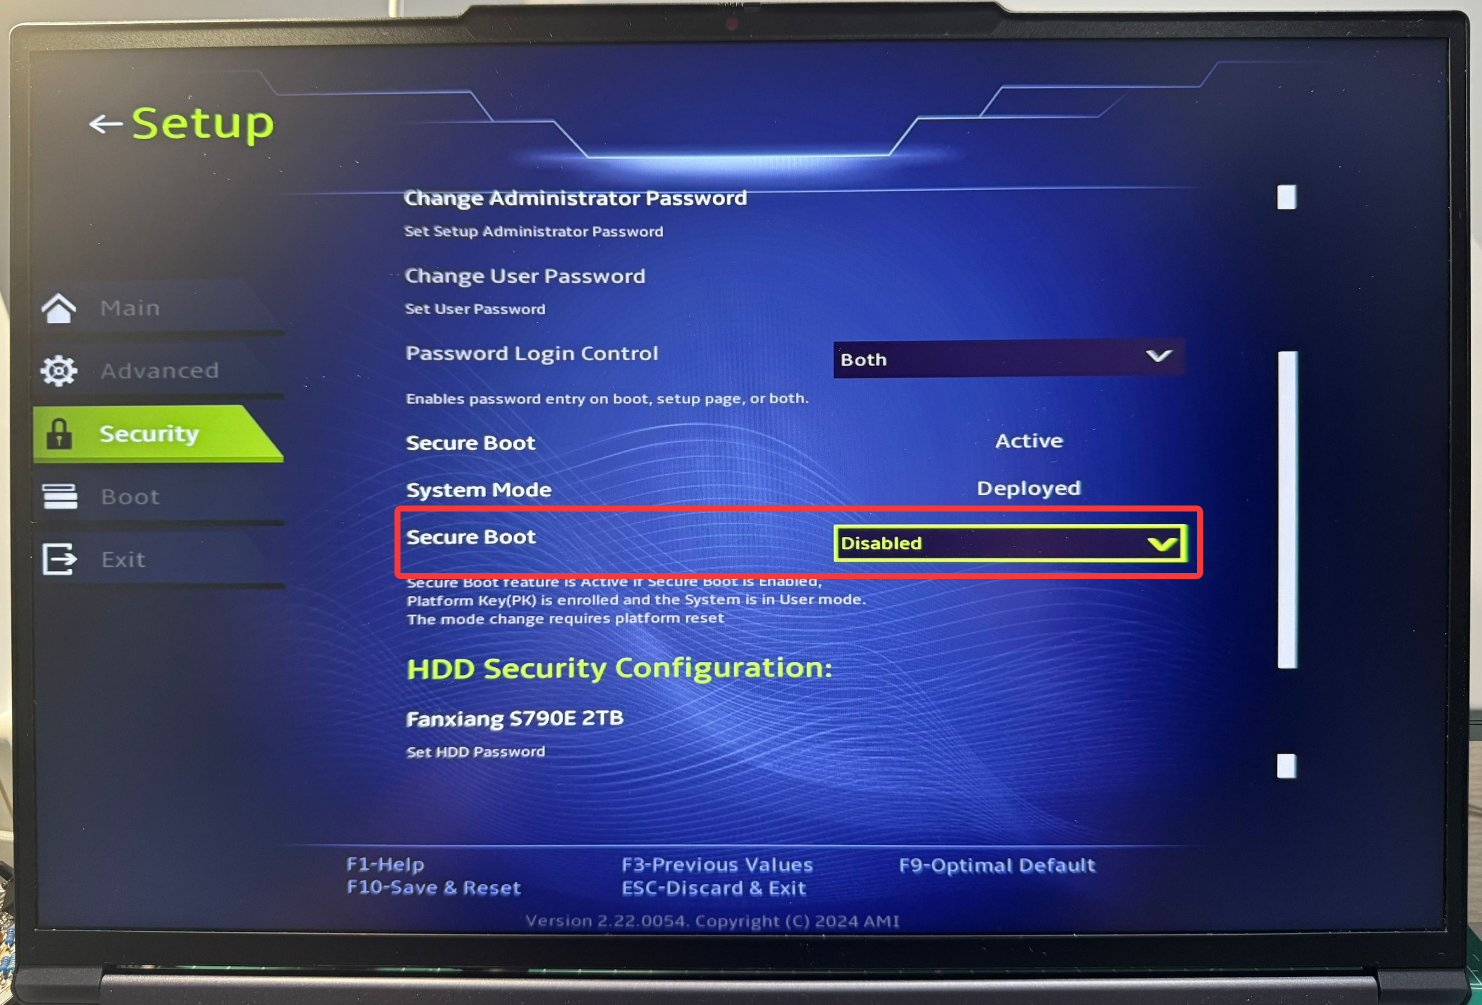 ←Setup
Change Administrator Password
Set Setup Administrator Password
Change User Password
Set User Password
Main
Password Login Control
Both
Advanced
Enables password entry on boot, setup page, or both.
Security
Secure Boot
Active
System Mode
Deployed
Boot
Secure Boot
Disabled
Exit
Secure Boot feature is Active if Secure Boot is Enabled,
Platform Key(PK) is enrolled and the System is in User mode.
The mode change requires platform reset
HDD Security Configuration:
Fanxiang S790E 2TB
Set HDD Password
F1-Help
F3-Previous Values
F9-Optimal Default
F10-Save & Reset
ESC-Discard & Exit
Version 2.22.0054. Copyright (C) 2024 AMI